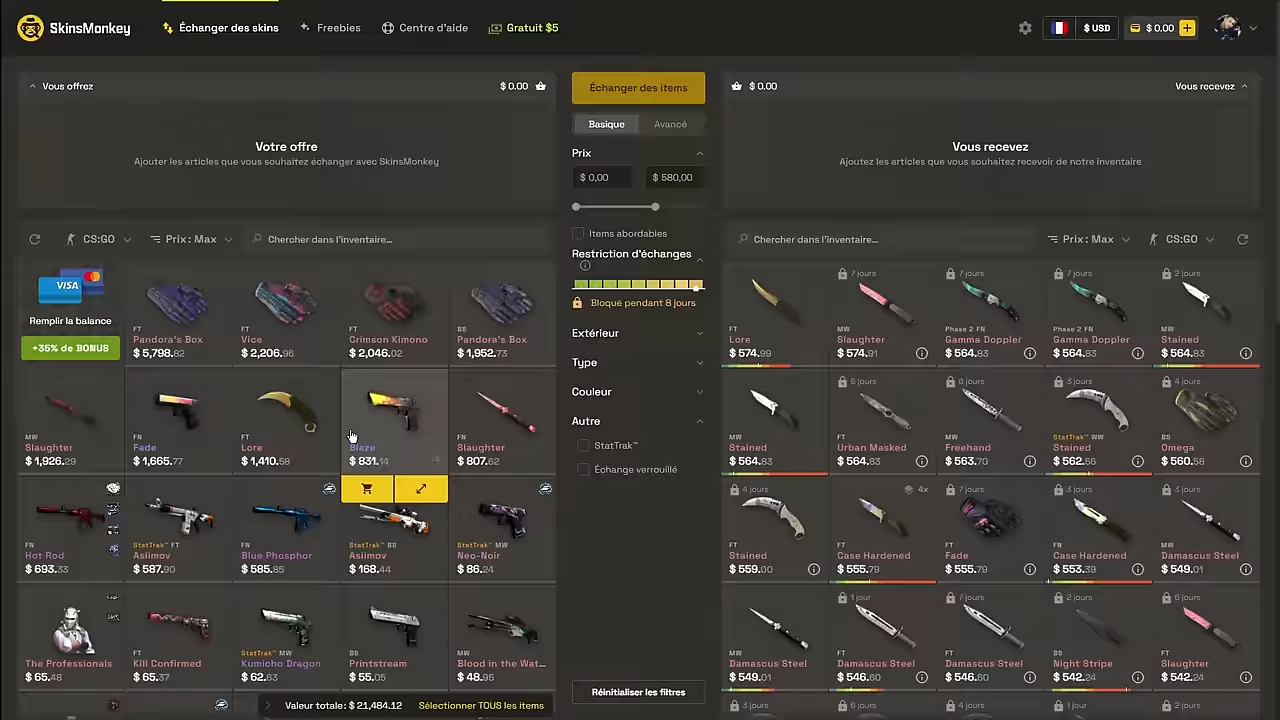 SkinsMonkey
Échanger des skins
Freebies
Centre d'aide
Gratuit $5
$ USD
$ 0.00
Vous offrez
$ 0.00
Échanger des items
$ 0.00
Vous recevez
Basique
Avancé
Votre offre
Ajouter les articles que vous souhaitez échanger avec SkinsMonkey
Vous recevez
Ajoutez les articles que vous souhaitez recevoir de notre inventaire
Prix
$ 0,00
$ 580,00
Items abordables
Restriction d'échanges
Bloqué pendant 8 jours
Extérieur
Type
Couleur
Autre
StatTrak™
Échange verrouillé
Réinitialiser les filtres
CS:GO
Prix : Max
Chercher dans l'inventaire...
VISA
Remplir la balance
+35% de BONUS
FT
Pandora's Box
$ 5,798.82
FT
Vice
$ 2,206.96
FT
Crimson Kimono
$ 2,046.02
BS
Pandora's Box
$ 1,952.73
MW
Slaughter
$ 1,926.29
FN
Fade
$ 1,665.77
FT
Lore
$ 1,410.58
Blaze
$ 831.14
FN
Slaughter
$ 807.62
FN
Hot Rod
$ 693.33
StatTrak™ FT
Asiimov
$ 587.90
FN
Blue Phosphor
$ 585.85
StatTrak™ BS
Asiimov
$ 168.44
StatTrak™ MW
Neo-Noir
$ 86.24
The Professionals
$ 65.48
FT
Kill Confirmed
$ 65.37
StatTrak™ MW
Kumicho Dragon
$ 62.63
BS
Printstream
$ 55.05
MW
Blood in the Wat...
$ 48.95
Valeur totale: $ 21,484.12
Sélectionner TOUS les items
Chercher dans l'inventaire...
Prix : Max
CS:GO
FT
Lore
$ 574.99
7 jours
MW
Slaughter
$ 574.91
7 jours
Phase 2 FN
Gamma Doppler
$ 564.83
7 jours
Phase 2 FN
Gamma Doppler
$ 564.83
2 jours
MW
Stained
$ 564.83
MW
Stained
$ 564.83
6 jours
MW
Urban Masked
$ 564.83
6 jours
MW
Freehand
$ 563.70
3 jours
StatTrak™ WW
Stained
$ 562.56
4 jours
BS
Omega
$ 560.58
4 jours
FT
Stained
$ 559.00
4x
FT
Case Hardened
$ 555.79
7 jours
FT
Fade
$ 555.79
3 jours
FN
Case Hardened
$ 553.39
MW
Damascus Steel
$ 549.01
MW
Damascus Steel
$ 549.01
1 jour
FT
Damascus Steel
$ 546.60
7 jours
FT
Damascus Steel
$ 546.60
2 jours
BS
Night Stripe
$ 542.24
6 jours
FT
Slaughter
$ 542.24
3 jours
6 jours
6 jours
1 jour
2 jours